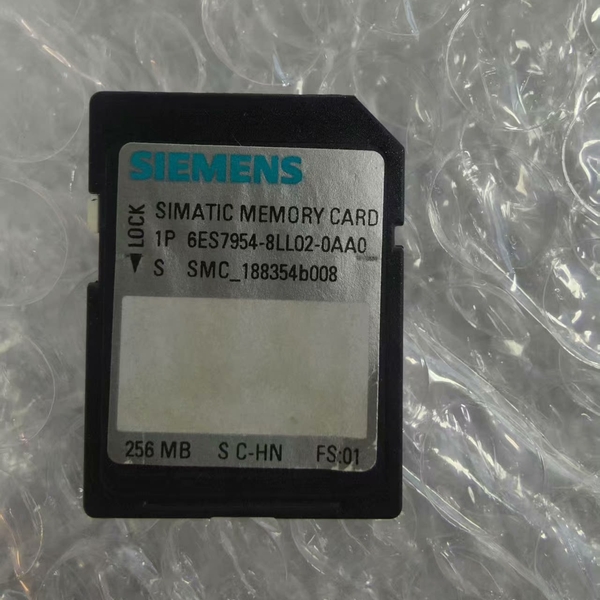 SIEMENS
LOCK
SIMATIC MEMORY CARD
1P 6ES7954-8LL02-0AA0
S SMC_188354b008
256 MB S C-HN FS:01